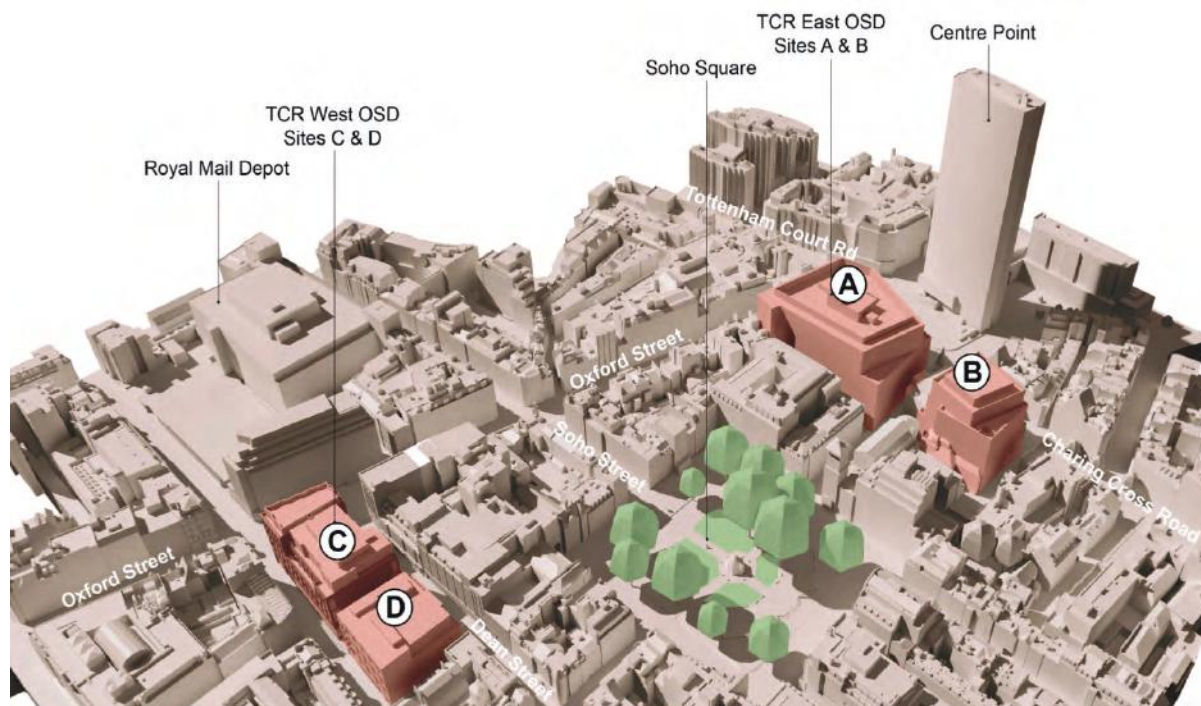 TCR East OSD
Sites A & B
Centre Point
Soho Square
TCR West OSD
Sites C & D
Royal Mail Depot
Tottenham Court Rd
A
Oxford Street
B
Soho Street
Charing Cross Road
C
Oxford Street
D
Dean Street